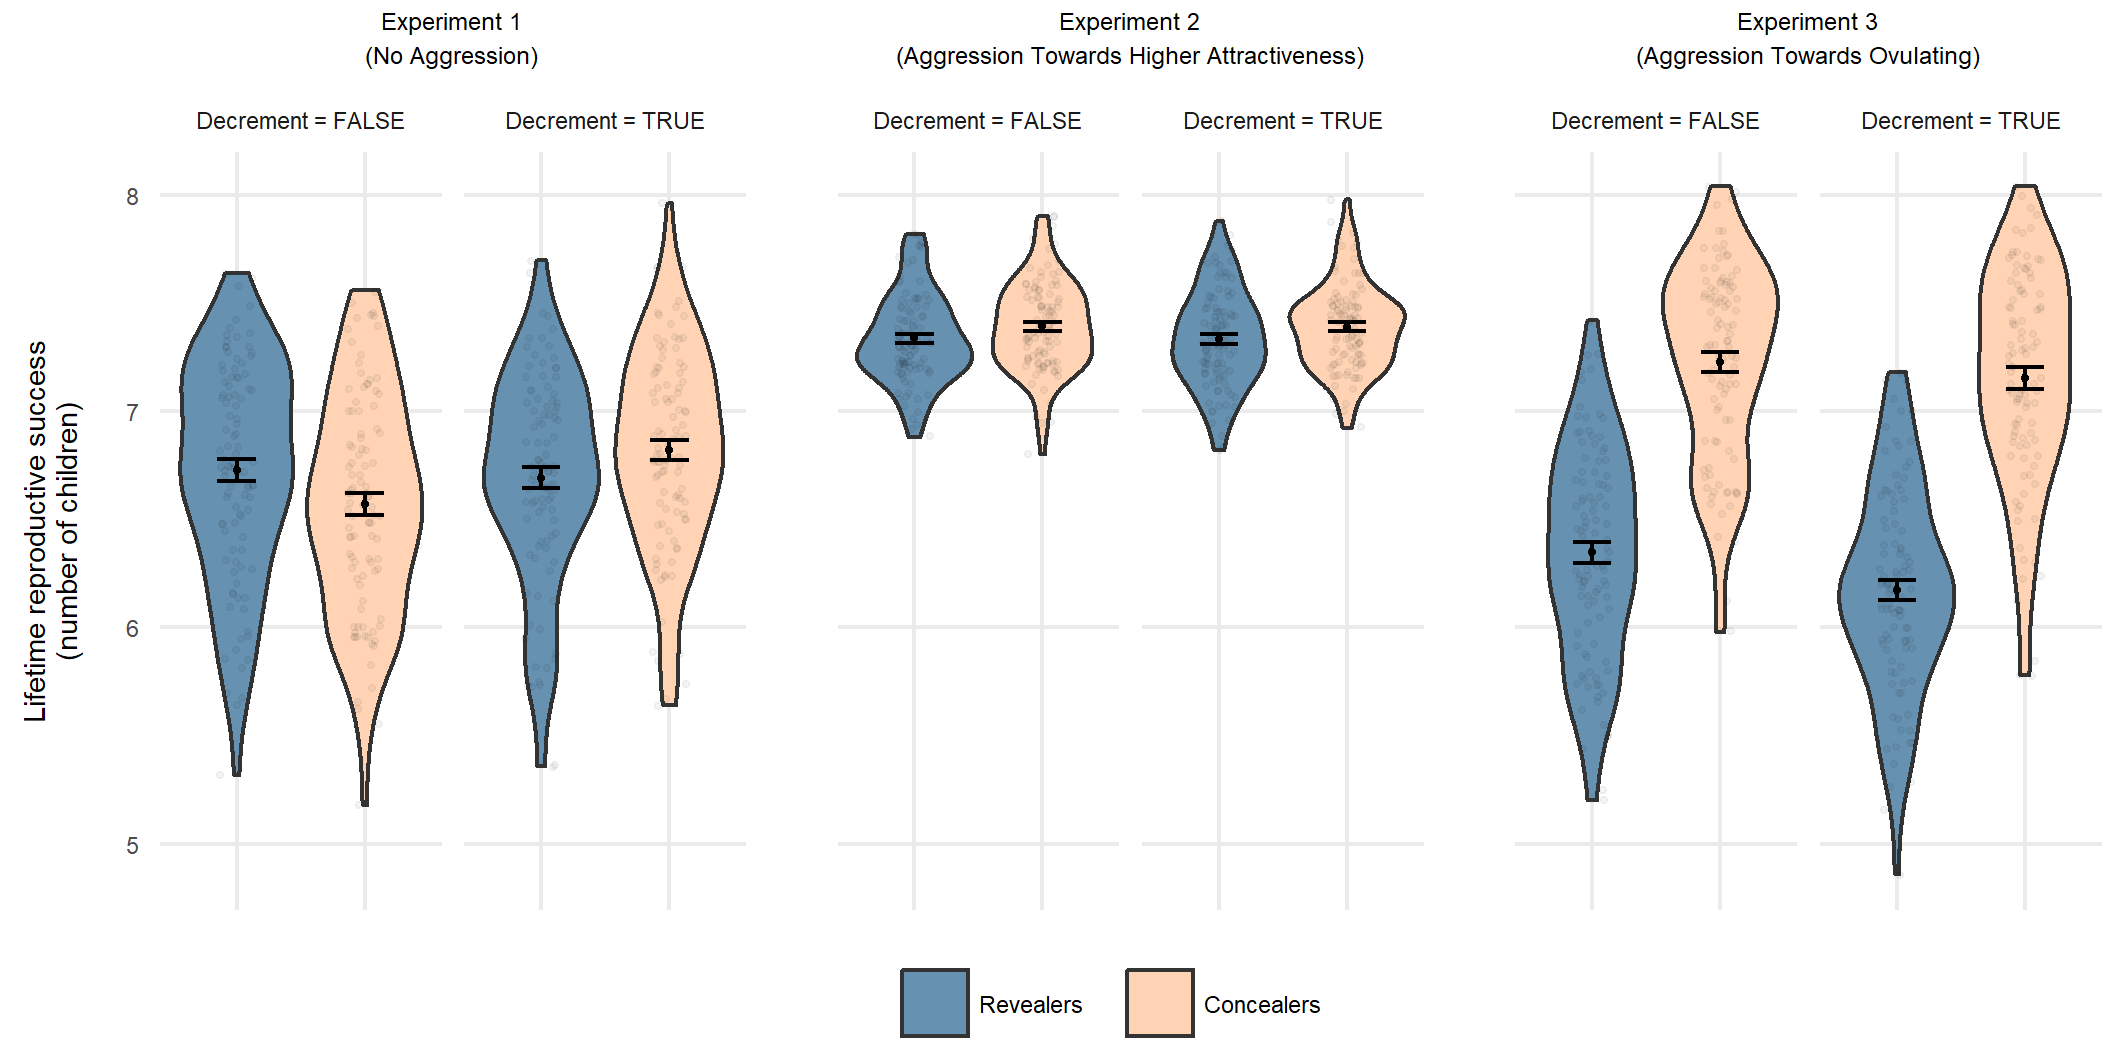 Experiment 1
(No Aggression)
Experiment 2
(Aggression Towards Higher Attractiveness)
Experiment 3
(Aggression Towards Ovulating)
Decrement = FALSE
Decrement = TRUE
Decrement = FALSE
Decrement = TRUE
Decrement = FALSE
Decrement = TRUE
Lifetime reproductive success
(number of children)
8
7
6
5
Revealers
Concealers